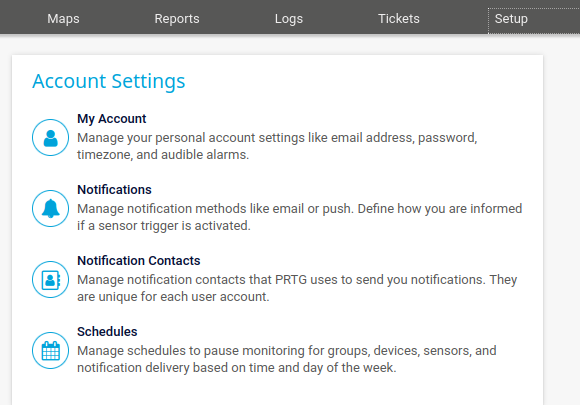 Maps Reports Logs Tickets Setup
Account Settings
My Account
Manage your personal account settings like email address, password,
timezone, and audible alarms.
Notifications
Manage notification methods like email or push. Define how you are informed
if a sensor trigger is activated.
Notification Contacts
Manage notification contacts that PRTG uses to send you notifications. They
are unique for each user account.
Schedules
Manage schedules to pause monitoring for groups, devices, sensors, and
notification delivery based on time and day of the week.